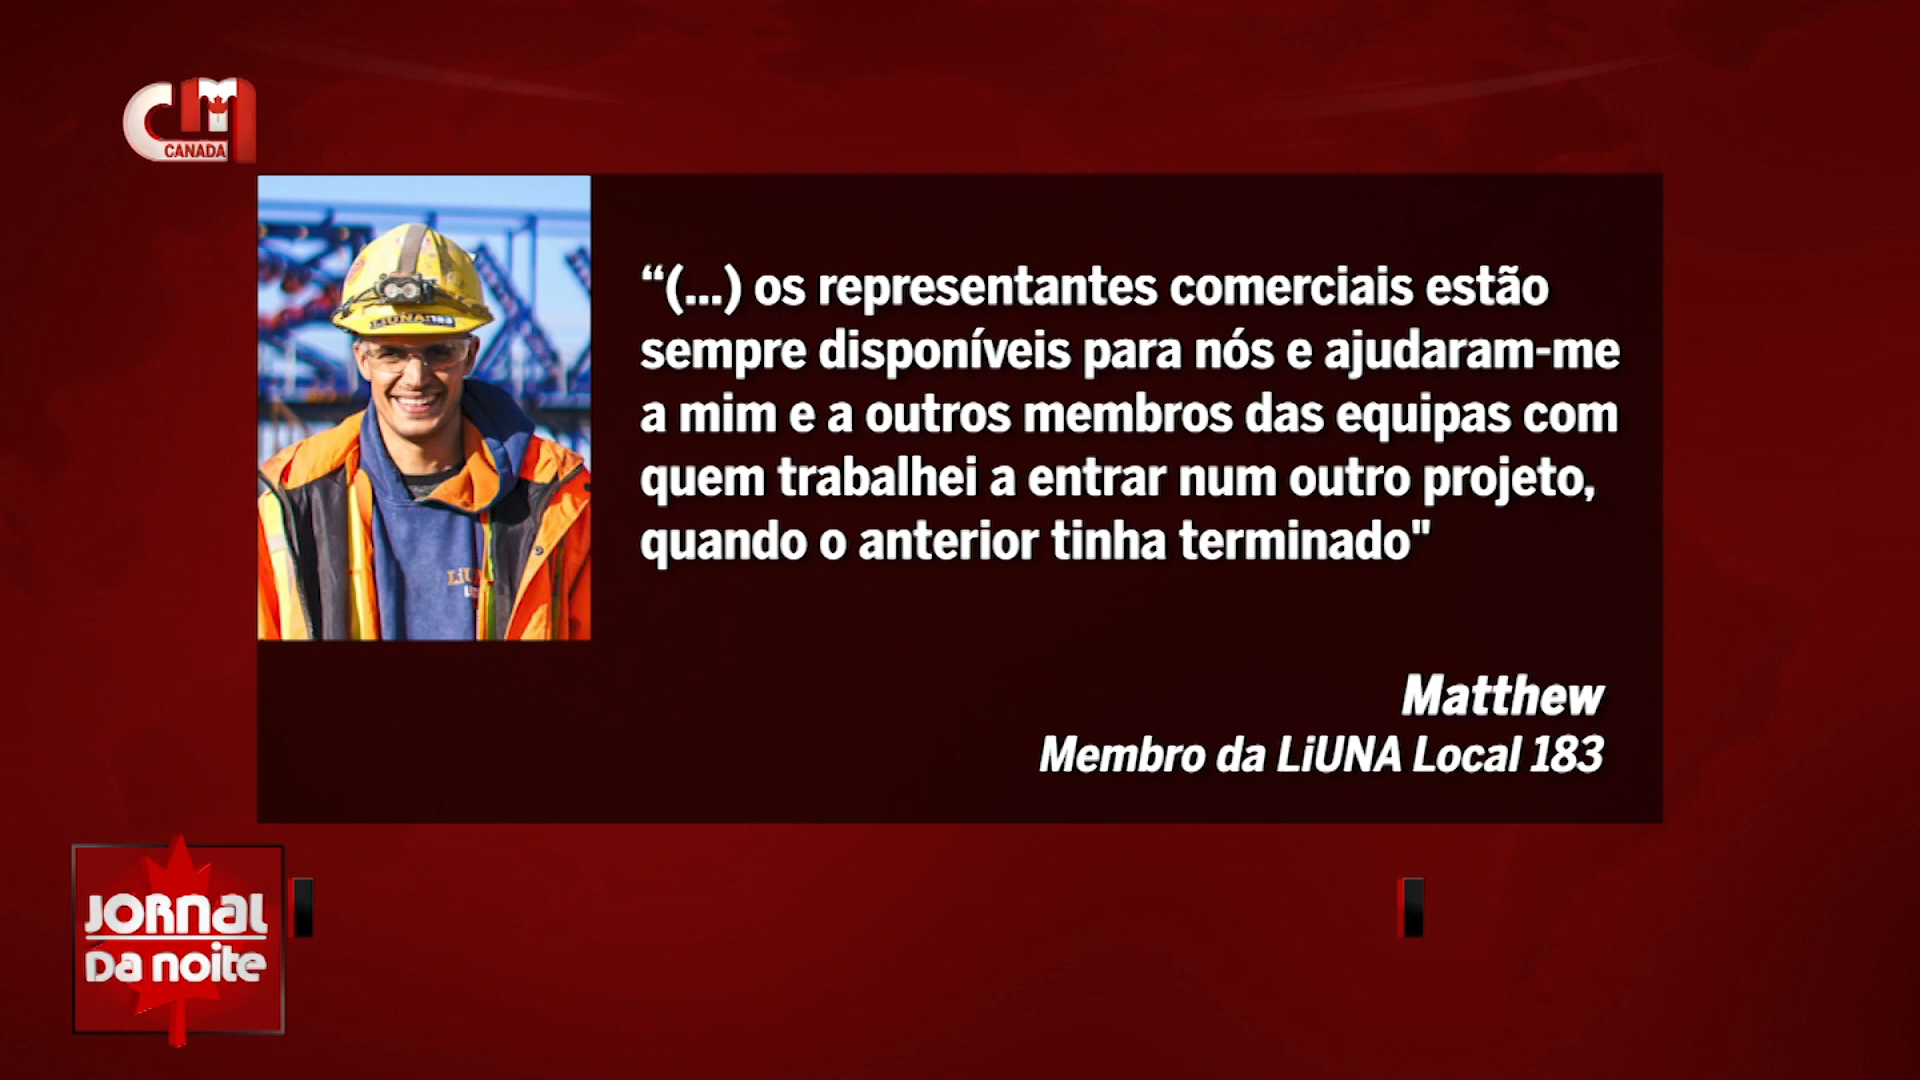 CM
CANADA
“(...) os representantes comerciais estão
sempre disponíveis para nós e ajudaram-me
a mim e a outros membros das equipas com
quem trabalhei a entrar num outro projeto,
quando o anterior tinha terminado"
Matthew
Membro da LiUNA Local 183
JORNAL
DA NOITE